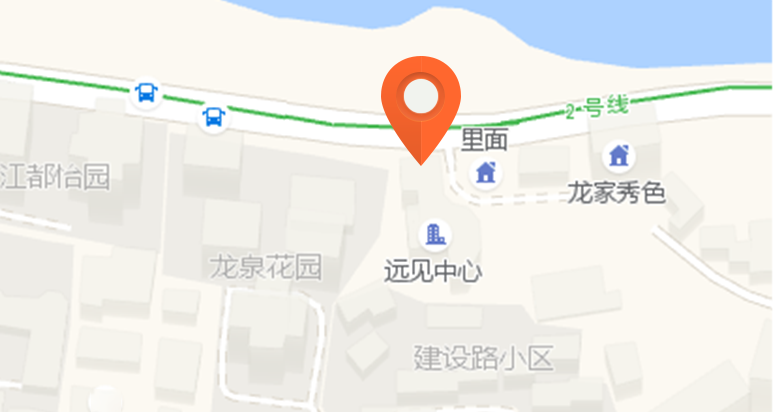 2号线
里面
江都怡园
龙家秀色
龙泉花园
远见中心
建设路小区